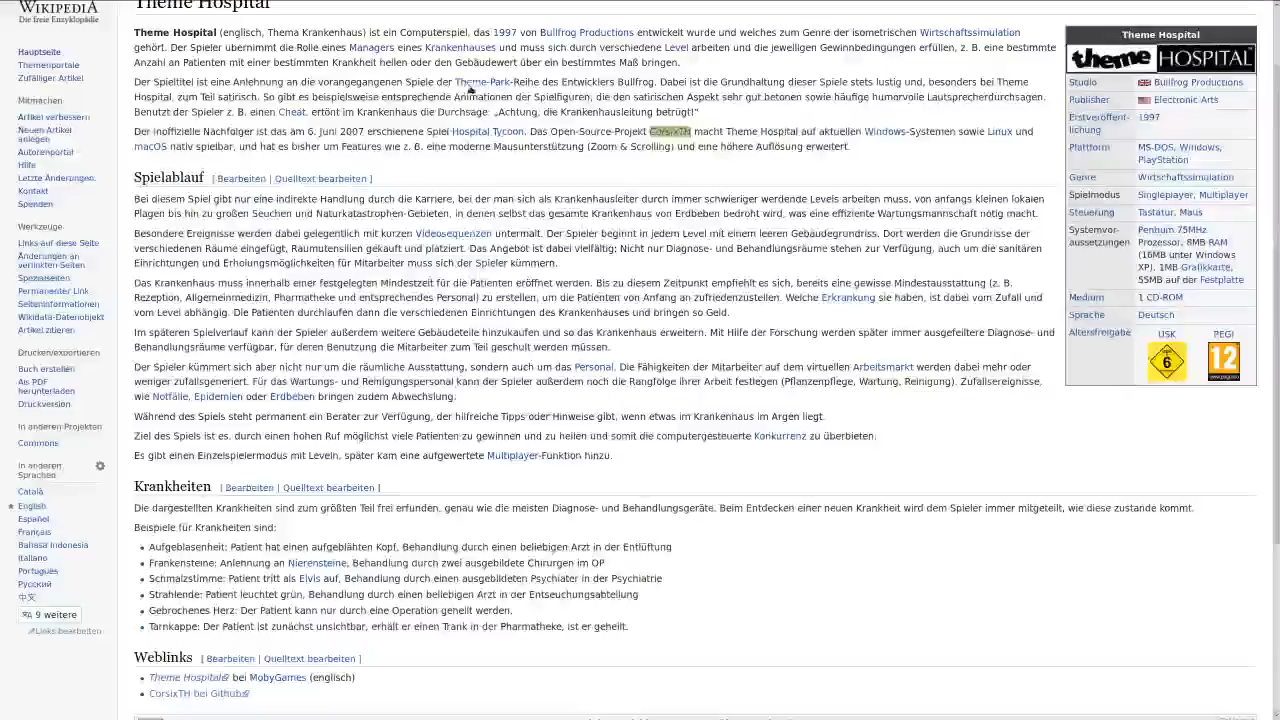 WIKIPEDIA
Die freie Enzyklopädie
Hauptseite
Themenportale
Zufälliger Artikel
Mitmachen
Artikel verbessern
Neuen Artikel
anlegen
Autorenportal
Hilfe
Letzte Änderungen
Kontakt
Spenden
Werkzeuge
Links auf diese Seite
Änderungen an
verlinkten Seiten
Spezialseiten
Permanenter Link
Seiteninformationen
Wikidata-Datenobjekt
Artikel zitieren
Drucken/exportieren
Buch erstellen
Als PDF
herunterladen
Druckversion
In anderen Projekten
Commons
In anderen
Sprachen
Català
English
Español
Français
Bahasa Indonesia
Italiano
Português
Русский
中文
9 weitere
Links bearbeiten
Theme Hospital
Theme Hospital (englisch, Thema Krankenhaus) ist ein Computerspiel, das 1997 von Bullfrog Productions entwickelt wurde und welches zum Genre der isometrischen Wirtschaftssimulation
gehört. Der Spieler übernimmt die Rolle eines Managers eines Krankenhauses und muss sich durch verschiedene Level arbeiten und die jeweiligen Gewinnbedingungen erfüllen, z. B. eine bestimmte
Anzahl an Patienten mit einer bestimmten Krankheit heilen oder den Gebäudewert über ein bestimmtes Maß bringen.
Der Spieltitel ist eine Anlehnung an die vorangegangen Spiele der Theme-Park-Reihe des Entwicklers Bullfrog. Dabei ist die Grundhaltung dieser Spiele stets lustig und, besonders bei Theme
Hospital, zum Teil satirisch. So gibt es beispielsweise entsprechende Animationen der Spielfiguren, die den satirischen Aspekt sehr gut betonen sowie häufige humorvolle Lautsprecherdurchsagen.
Benutzt der Spieler z. B. einen Cheat, ertönt im Krankenhaus die Durchsage: „Achtung, die Krankenhausleitung betrügt!“
Der inoffizielle Nachfolger ist das am 6. Juni 2007 erschienene Spiel Hospital Tycoon. Das Open-Source-Projekt CorsixTH macht Theme Hospital auf aktuellen Windows-Systemen sowie Linux und
macOS nativ spielbar, und hat es bisher um Features wie z. B. eine moderne Mausunterstützung (Zoom & Scrolling) und eine höhere Auflösung erweitert.
Spielablauf [ Bearbeiten | Quelltext bearbeiten ]
Bei diesem Spiel gibt nur eine indirekte Handlung durch die Karriere, bei der man sich als Krankenhausleiter durch immer schwieriger werdende Levels arbeiten muss, von anfangs kleinen lokalen
Plagen bis hin zu großen Seuchen und Naturkatastrophen-Gebieten, in denen selbst das gesamte Krankenhaus von Erdbeben bedroht wird, was eine effiziente Wartungsmannschaft nötig macht.
Besondere Ereignisse werden dabei gelegentlich mit kurzen Videosequenzen untermalt. Der Spieler beginnt in jedem Level mit einem leeren Gebäudegrundriss. Dort werden die Grundrisse der
verschiedenen Räume eingefügt, Raumutensilien gekauft und platziert. Das Angebot ist dabei vielfältig: Nicht nur Diagnose- und Behandlungsräume stehen zur Verfügung, auch um die sanitären
Einrichtungen und Erholungsmöglichkeiten für Mitarbeiter muss sich der Spieler kümmern.
Das Krankenhaus muss innerhalb einer festgelegten Mindestzeit für die Patienten eröffnet werden. Bis zu diesem Zeitpunkt empfiehlt es sich, bereits eine gewisse Mindestausstattung (z. B.
Rezeption, Allgemeinmedizin, Pharmatheke und entsprechendes Personal) zu erstellen, um die Patienten von Anfang an zufriedenzustellen. Welche Erkrankung sie haben, ist dabei vom Zufall und
vom Level abhängig. Die Patienten durchlaufen dann die verschiedenen Einrichtungen des Krankenhauses und bringen so Geld.
Im späteren Spielverlauf kann der Spieler außerdem weitere Gebäudeteile hinzukaufen und so das Krankenhaus erweitern. Mit Hilfe der Forschung werden später immer ausgefeiltere Diagnose- und
Behandlungsräume verfügbar, für deren Benutzung die Mitarbeiter zum Teil geschult werden müssen.
Der Spieler kümmert sich aber nicht nur um die räumliche Ausstattung, sondern auch um das Personal. Die Fähigkeiten der Mitarbeiter auf dem virtuellen Arbeitsmarkt werden dabei mehr oder
weniger zufallsgeneriert. Für das Wartungs- und Reinigungspersonal kann der Spieler außerdem noch die Rangfolge ihrer Arbeit festlegen (Pflanzenpflege, Wartung, Reinigung). Zufallsereignisse,
wie Notfälle, Epidemien oder Erdbeben bringen zudem Abwechslung.
Während des Spiels steht permanent ein Berater zur Verfügung, der hilfreiche Tipps oder Hinweise gibt, wenn etwas im Krankenhaus im Argen liegt.
Ziel des Spiels ist es, durch einen hohen Ruf möglichst viele Patienten zu gewinnen und zu heilen und somit die computergesteuerte Konkurrenz zu überbieten.
Es gibt einen Einzelspielermodus mit Leveln, später kam eine aufgewertete Multiplayer-Funktion hinzu.
Krankheiten [ Bearbeiten | Quelltext bearbeiten ]
Die dargestellten Krankheiten sind zum größten Teil frei erfunden, genau wie die meisten Diagnose- und Behandlungsgeräte. Beim Entdecken einer neuen Krankheit wird dem Spieler immer mitgeteilt, wie diese zustande kommt.
Beispiele für Krankheiten sind:
• Aufgeblasenheit: Patient hat einen aufgeblähten Kopf, Behandlung durch einen beliebigen Arzt in der Entlüftung
• Frankensteine: Anlehnung an Nierensteine, Behandlung durch zwei ausgebildete Chirurgen im OP
• Schmalzstimme: Patient tritt als Elvis auf, Behandlung durch einen ausgebildeten Psychiater in der Psychiatrie
• Strahlende: Patient leuchtet grün, Behandlung durch einen beliebigen Arzt in der Entseuchungsabteilung
• Gebrochenes Herz: Der Patient kann nur durch eine Operation geheilt werden.
• Tarnkappe: Der Patient ist zunächst unsichtbar, erhält er einen Trank in der Pharmatheke, ist er geheilt.
Weblinks [ Bearbeiten | Quelltext bearbeiten ]
• Theme Hospital bei MobyGames (englisch)
• CorsixTH bei Github
Theme Hospital
theme HOSPITAL
Studio Bullfrog Productions
Publisher Electronic Arts
Erstveröffent-
lichung 1997
Plattform MS-DOS, Windows,
PlayStation
Genre Wirtschaftssimulation
Spielmodus Singleplayer, Multiplayer
Steuerung Tastatur, Maus
Systemvor-
aussetzungen Pentium 75MHz
Prozessor, 8MB RAM
(16MB unter Windows
XP), 1MB Grafikkarte,
55MB auf der Festplatte
Medium 1 CD-ROM
Sprache Deutsch
Altersfreigabe USK PEGI
6 12